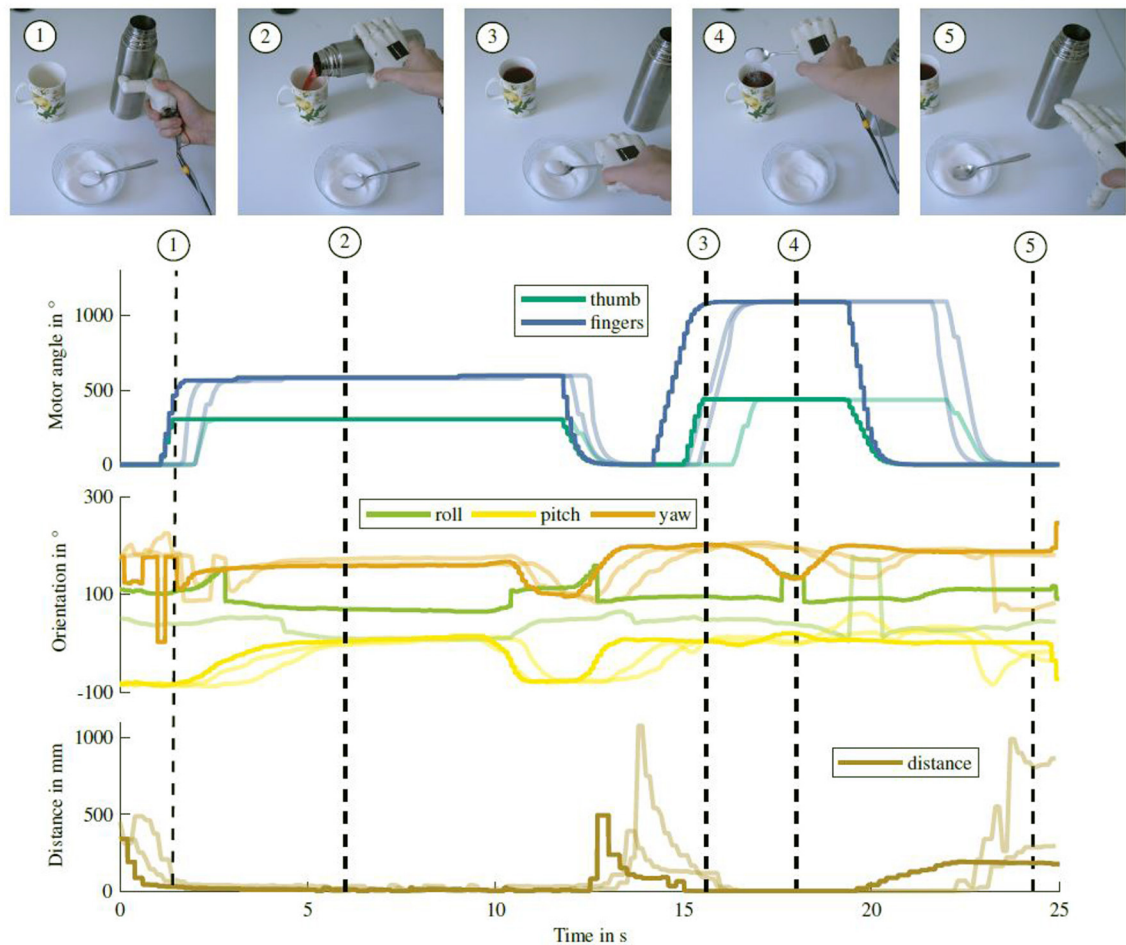 1 2 3 4 5
1 2 3 4 5
Motor angle in °
1000
500
0
thumb
fingers
Orientation in °
300
100
-100
roll pitch yaw
Distance in mm
1000
500
0
distance
0 5 10 15 20 25
Time in s